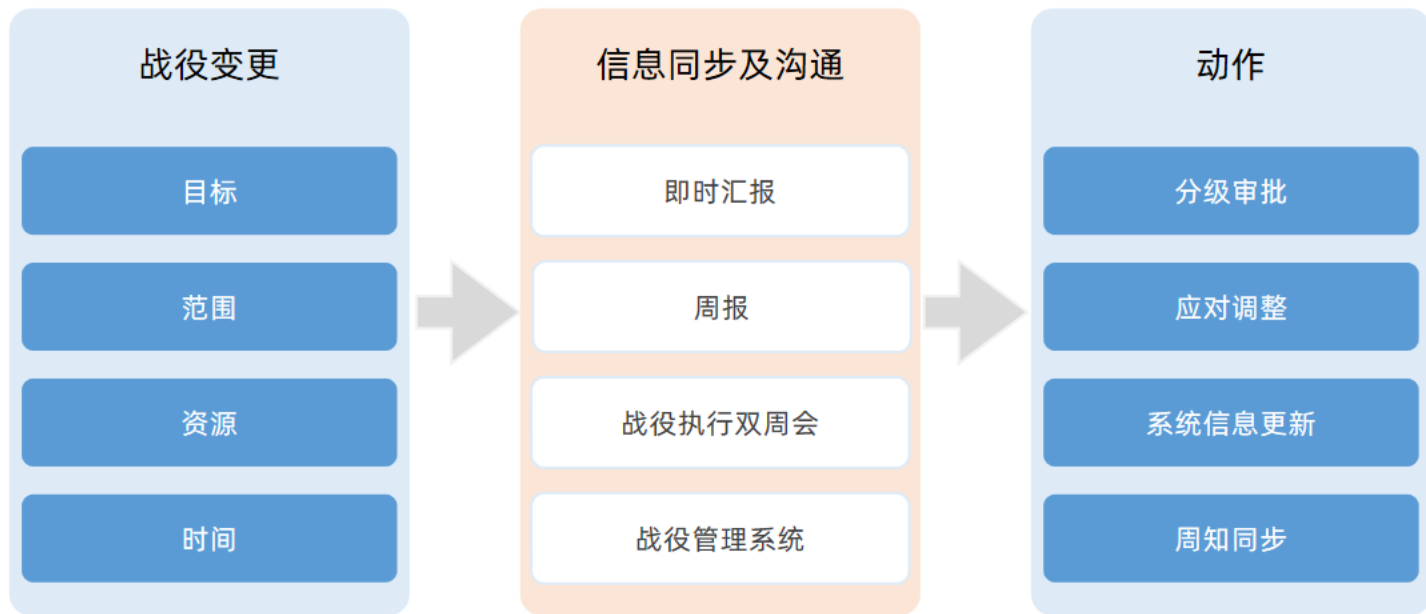 战役变更
目标
范围
资源
时间
信息同步及沟通
即时汇报
周报
战役执行双周会
战役管理系统
动作
分级审批
应对调整
系统信息更新
周知同步